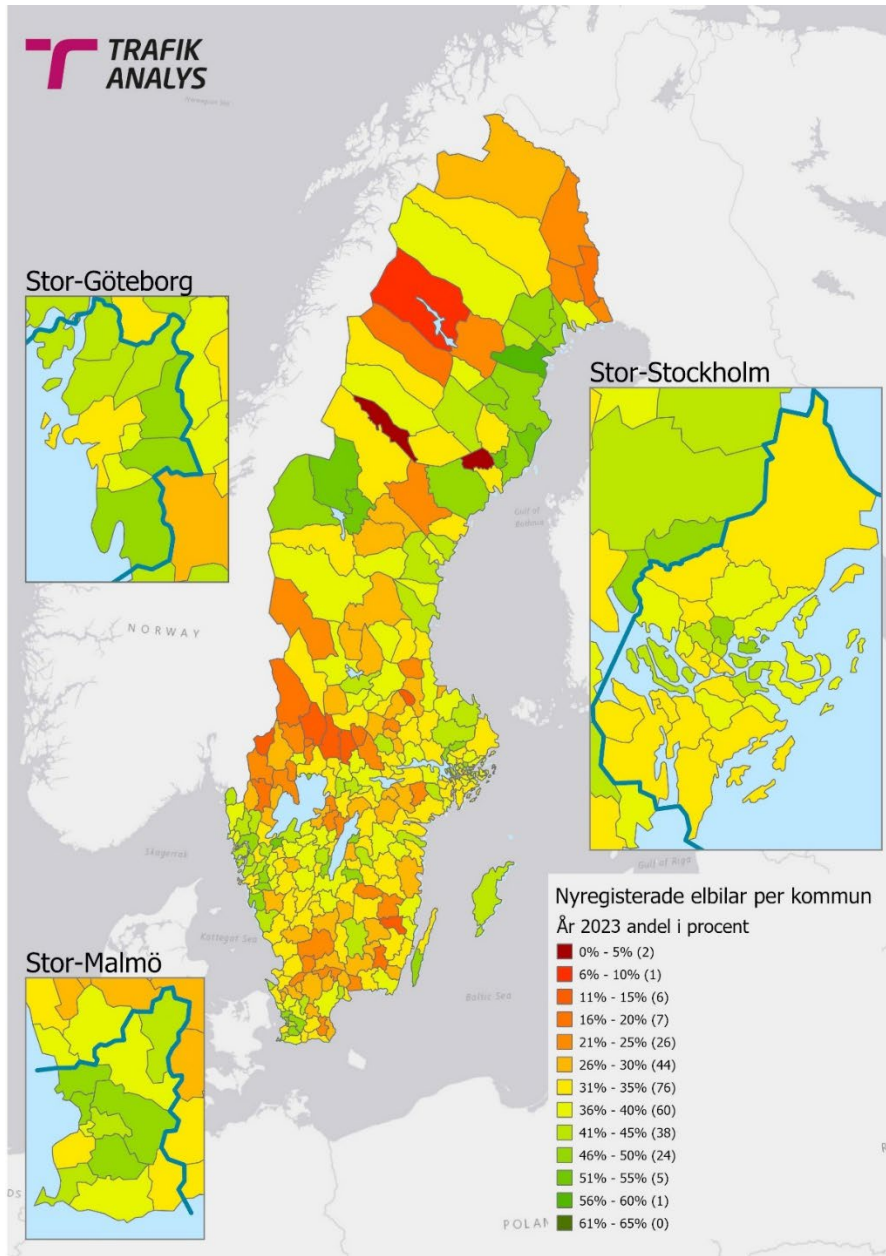 TRAFIK
ANALYS
Norwegian Sea
Stor-Göteborg
Stor-Stockholm
NORWAY
Gulf of
Bothnia
Skagerrak
Gulf of Riga
Kattegat Sea
Stor-Malmö
Baltic Sea
POLAN
Nyregisterade elbilar per kommun
År 2023 andel i procent
0% - 5% (2)
6% - 10% (1)
11% - 15% (6)
16% - 20% (7)
21% - 25% (26)
26% - 30% (44)
31% - 35% (76)
36% - 40% (60)
41% - 45% (38)
46% - 50% (24)
51% - 55% (5)
56% - 60% (1)
61% - 65% (0)